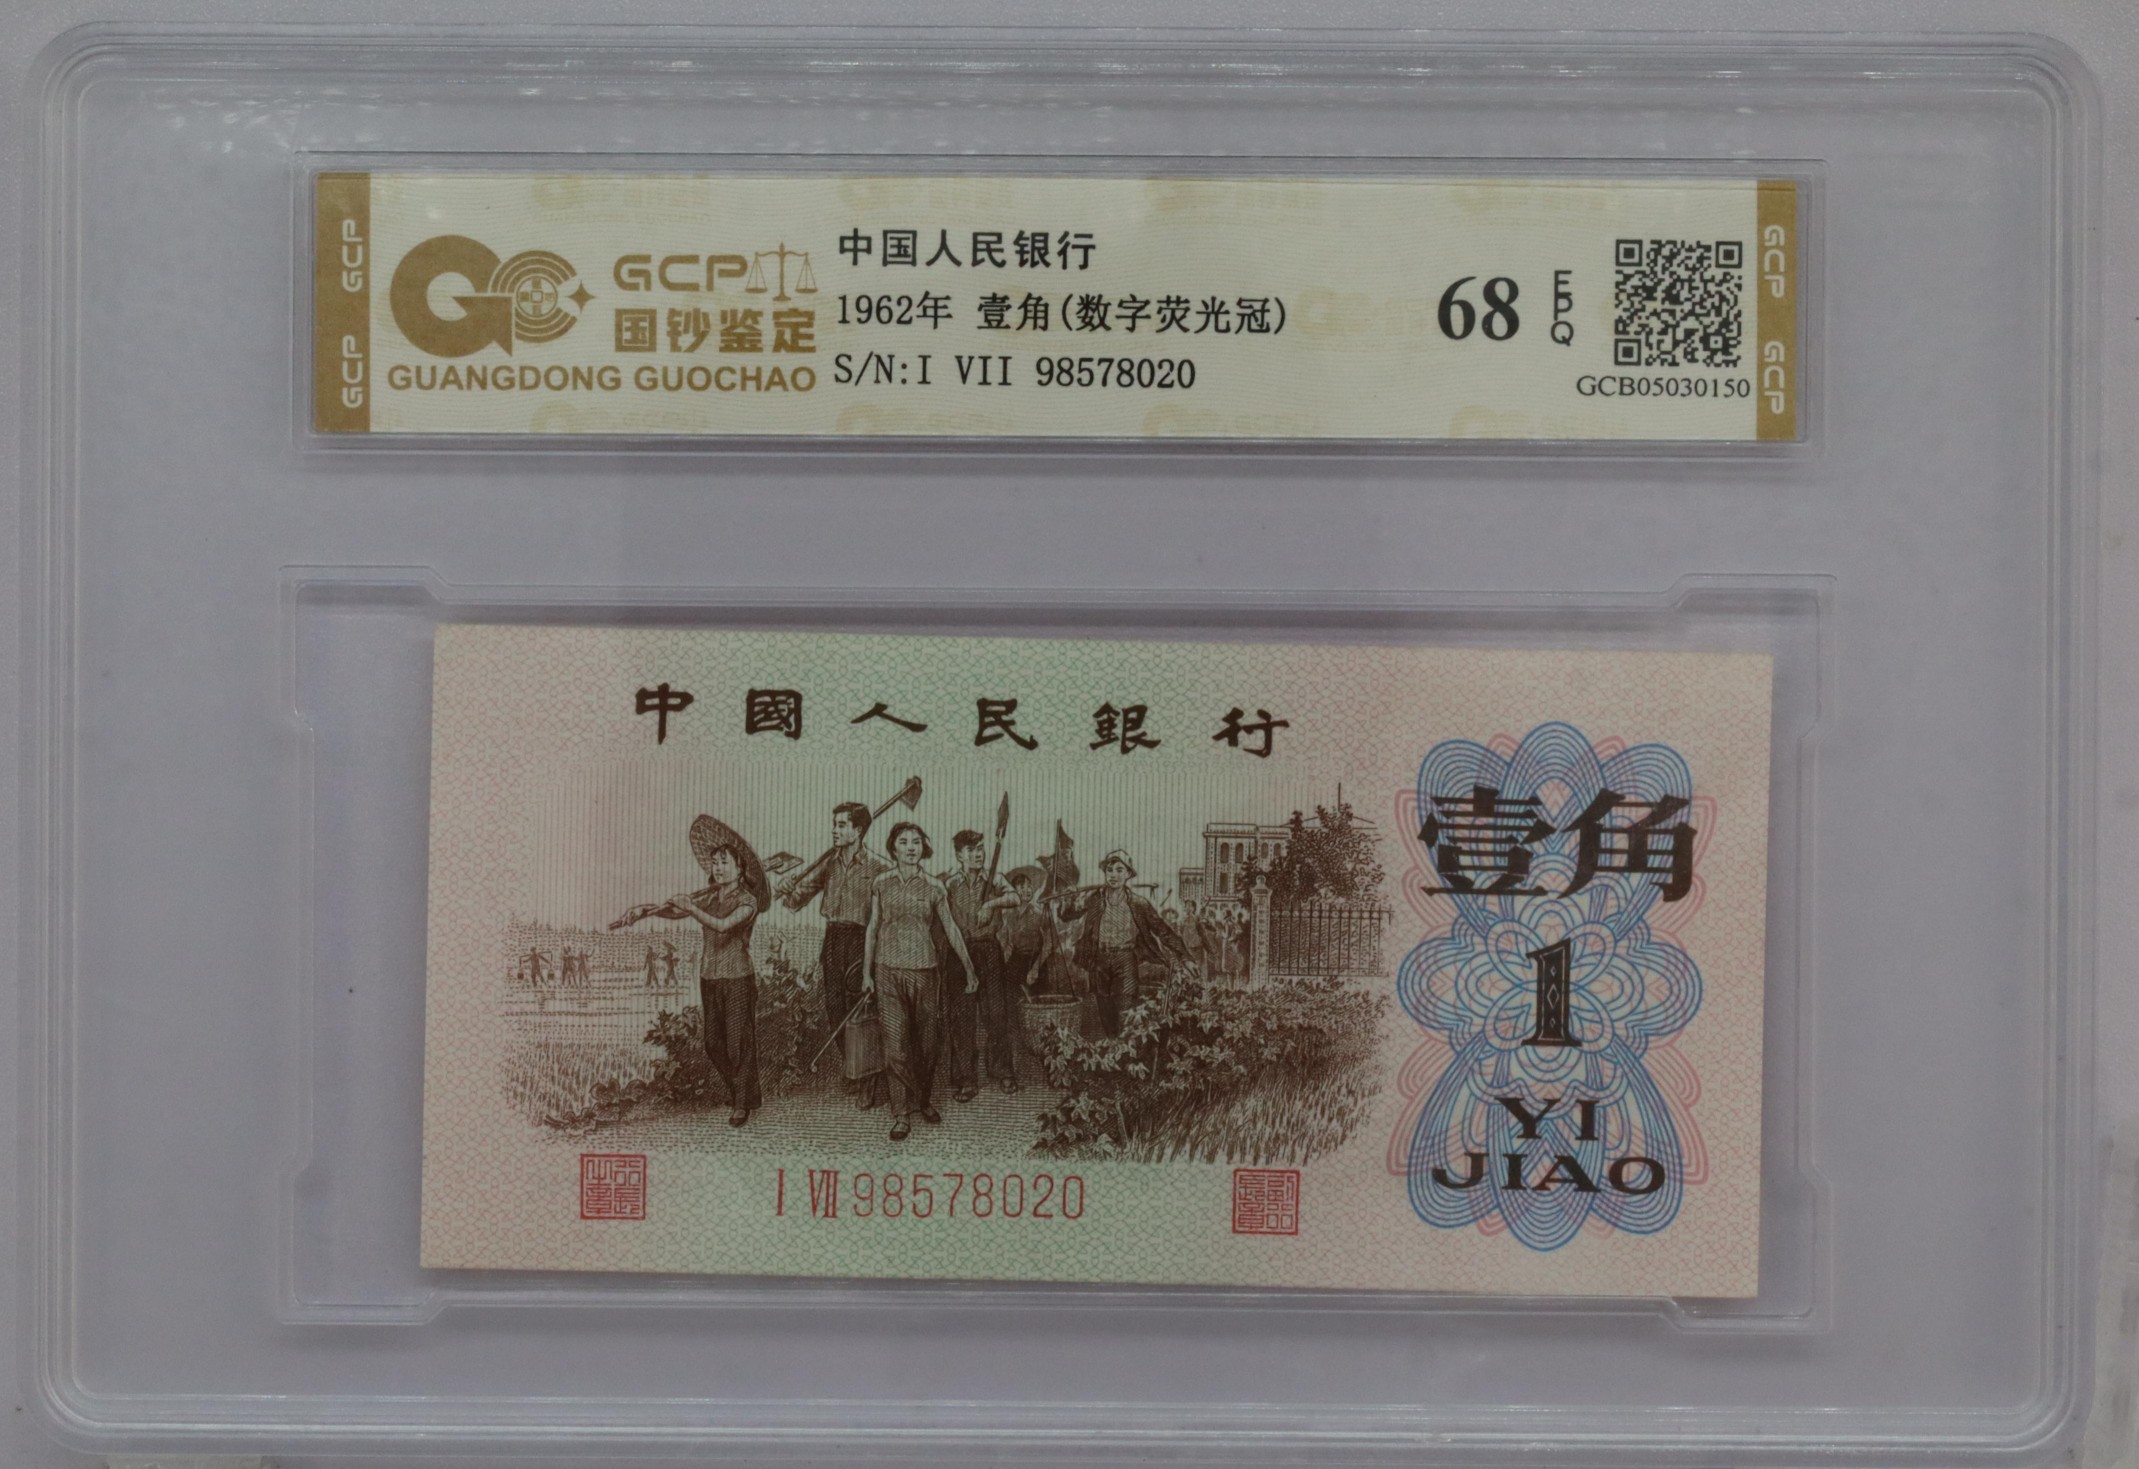 GCP
GCP
GCP
国钞鉴定
GUANGDONG GUOCHAO
中国人民银行
1962年 壹角(数字荧光冠)
S/N:I VII 98578020
68
EPQ
GCB05030150
GCP
GCP
中國人民銀行
壹角
1
YI
JIAO
I VII 98578020